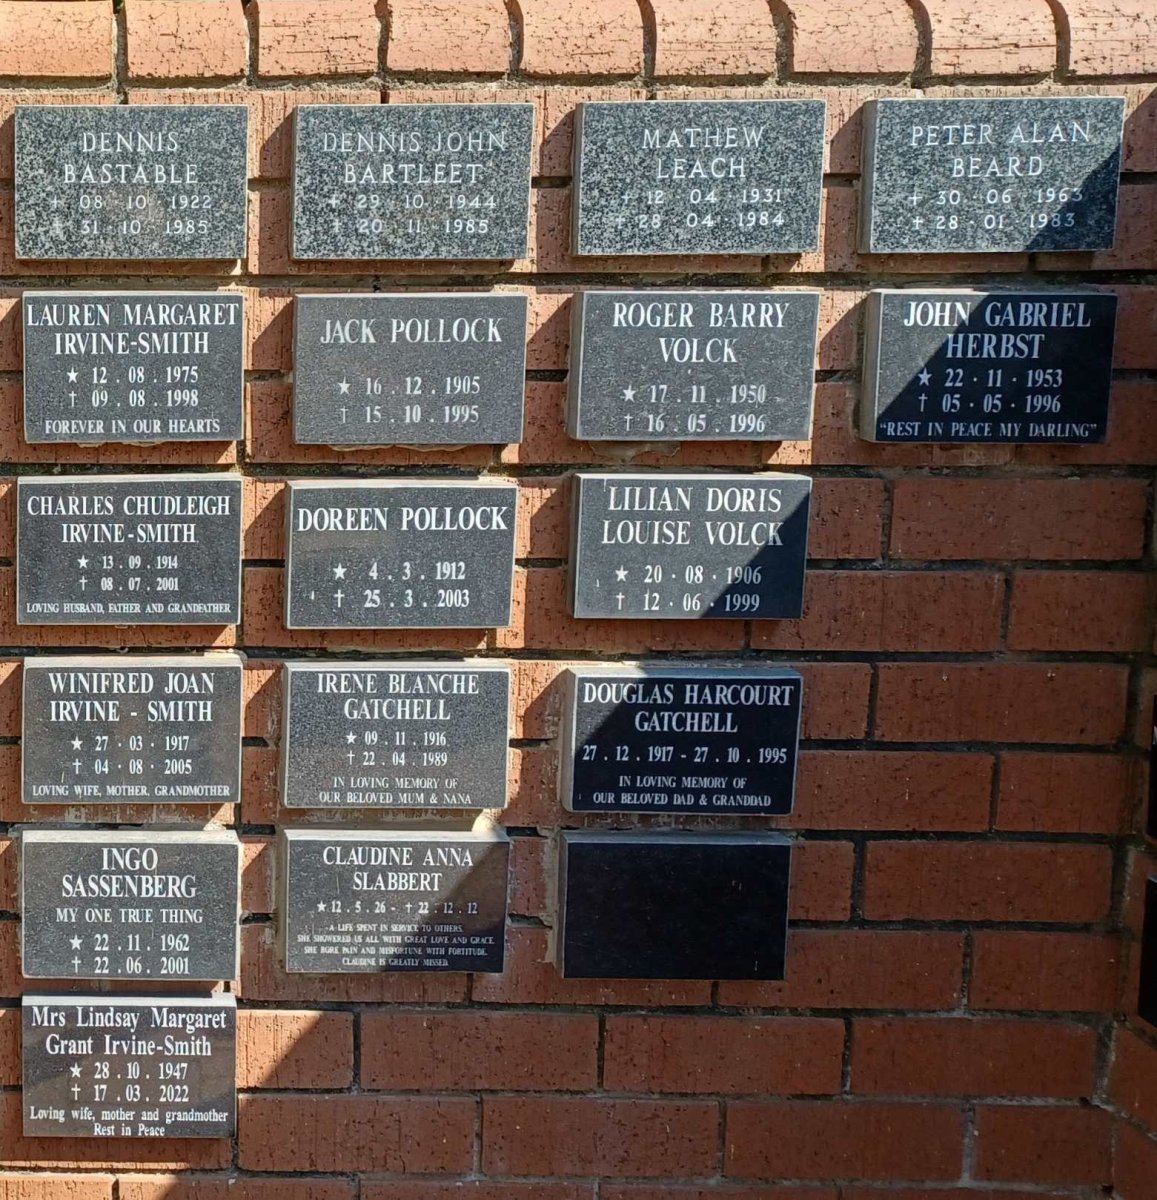 DENNIS
BASTABLE
+ 08 · 10 · 1922
✝ 31 · 10 · 1985
DENNIS JOHN
BARTLEET
+ 29 · 10 · 1944
✝ 20 · 11 · 1985
MATHEW
LEACH
+ 12 · 04 · 1931
✝ 28 · 04 · 1984
PETER ALAN
BEARD
+ 30 · 06 · 1963
✝ 28 · 01 · 1983
LAUREN MARGARET
IRVINE-SMITH
★ 12 . 08 . 1975
† 09 . 08 . 1998
FOREVER IN OUR HEARTS
JACK POLLOCK
★ 16 . 12 . 1905
† 15 . 10 . 1995
ROGER BARRY
VOLCK
★ 17 . 11 . 1950
† 16 . 05 . 1996
JOHN GABRIEL
HERBST
★ 22 · 11 · 1953
† 05 · 05 · 1996
"REST IN PEACE MY DARLING"
CHARLES CHUDLEIGH
IRVINE-SMITH
★ 13 . 09 . 1914
† 08 . 07 . 2001
LOVING HUSBAND, FATHER AND GRANDFATHER
DOREEN POLLOCK
★ 4 . 3 . 1912
† 25 . 3 . 2003
LILIAN DORIS
LOUISE VOLCK
★ 20 · 08 · 1906
† 12 · 06 · 1999
WINIFRED JOAN
IRVINE - SMITH
★ 27 · 03 · 1917
† 04 · 08 · 2005
LOVING WIFE, MOTHER, GRANDMOTHER
IRENE BLANCHE
GATCHELL
★ 09 . 11 . 1916
† 22 . 04 . 1989
IN LOVING MEMORY OF
OUR BELOVED MUM & NANA
DOUGLAS HARCOURT
GATCHELL
27 . 12 . 1917 - 27 . 10 . 1995
IN LOVING MEMORY OF
OUR BELOVED DAD & GRANDDAD
INGO
SASSENBERG
MY ONE TRUE THING
★ 22 . 11 . 1962
† 22 . 06 . 2001
CLAUDINE ANNA
SLABBERT
★ 12 . 5 . 26 - † 22 . 12 . 12
A LIFE SPENT IN SERVICE TO OTHERS.
SHE SHOWERED US ALL WITH GREAT LOVE AND GRACE.
SHE BORE PAIN AND MISFORTUNE WITH FORTITUDE.
CLAUDINE IS GREATLY MISSED.
Mrs Lindsay Margaret
Grant Irvine-Smith
★ 28 . 10 . 1947
† 17 . 03 . 2022
Loving wife, mother and grandmother
Rest in Peace